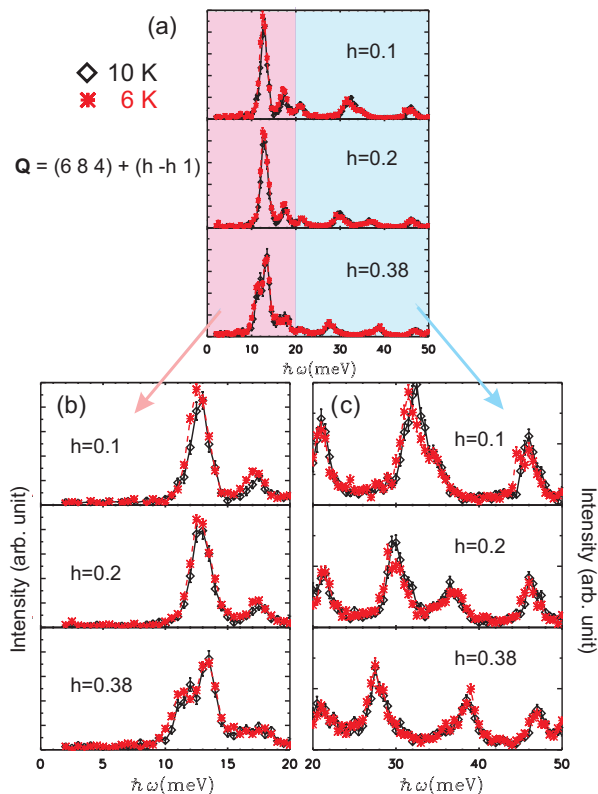 (a)
h=0.1
10 K
6 K
Q = (6 8 4) + (h -h 1)
h=0.2
h=0.38
0 10 20 30 40 50
ħω(meV)
(b)
(c)
h=0.1
h=0.1
h=0.2
h=0.2
h=0.38
h=0.38
Intensity (arb. unit)
Intensity (arb. unit)
0 5 10 15 20
20 30 40 50
ħω(meV)
ħω(meV)